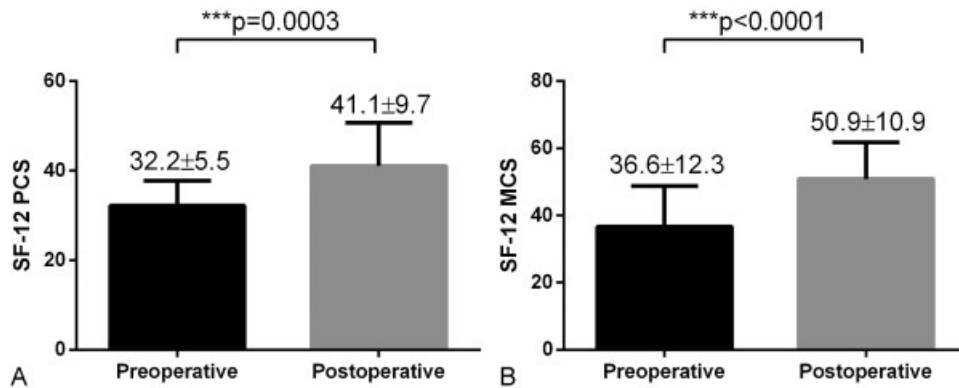 ***p=0.0003
60
40
20
0
SF-12 PCS
32.2±5.5
41.1±9.7
Preoperative
Postoperative
A
***p<0.0001
80
60
40
20
0
SF-12 MCS
36.6±12.3
50.9±10.9
Preoperative
Postoperative
B